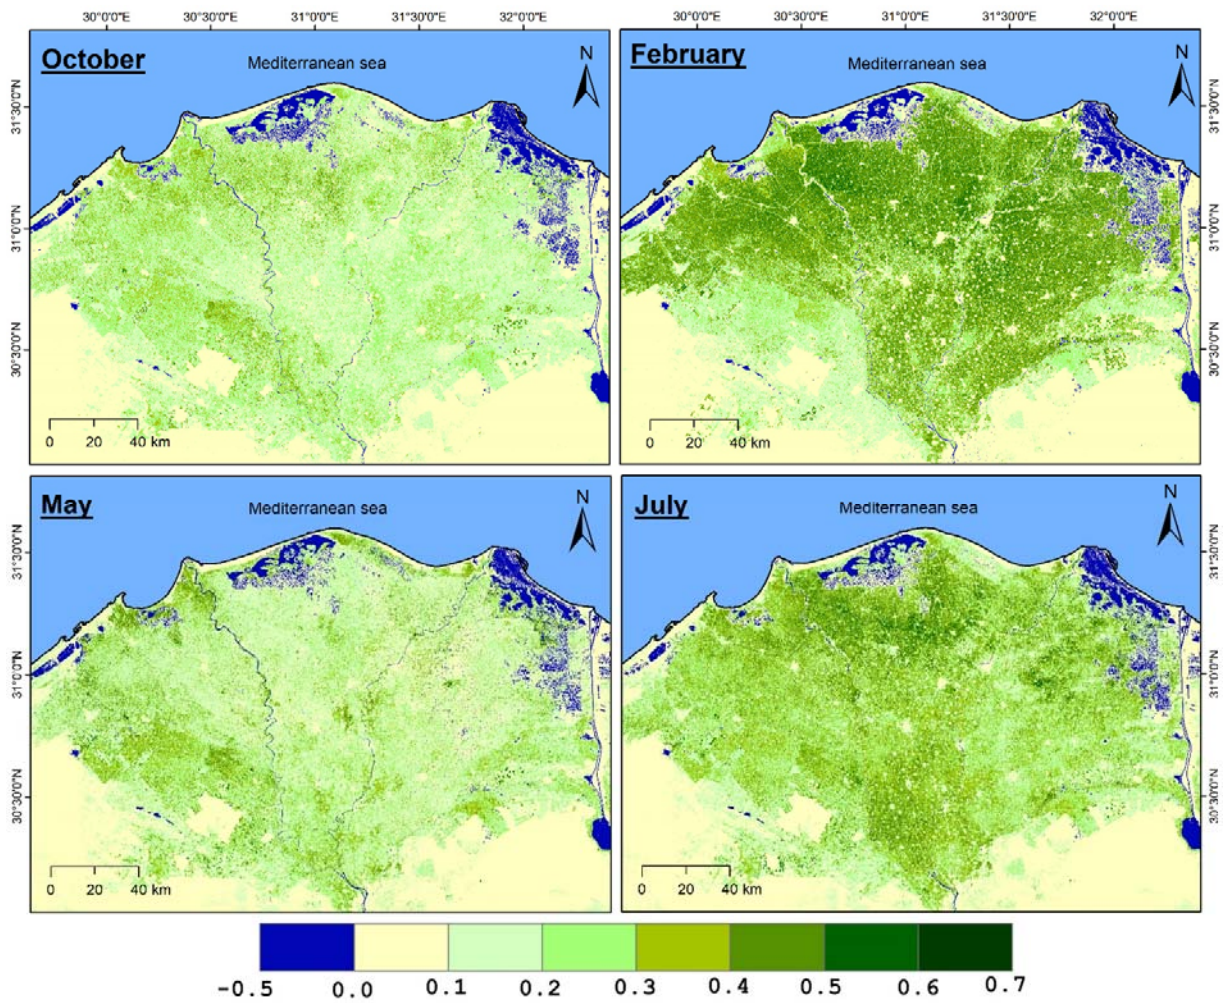 30°0'0"E 30°30'0"E 31°0'0"E 31°30'0"E 32°0'0"E
30°0'0"E 30°30'0"E 31°0'0"E 31°30'0"E 32°0'0"E
October
Mediterranean sea
N
31°30'0"N
31°0'0"N
30°30'0"N
0 20 40 km
February
Mediterranean sea
N
31°30'0"N
31°0'0"N
30°30'0"N
0 20 40 km
May
Mediterranean sea
N
31°30'0"N
31°0'0"N
30°30'0"N
0 20 40 km
July
Mediterranean sea
N
31°30'0"N
31°0'0"N
30°30'0"N
0 20 40 km
-0.5 0.0 0.1 0.2 0.3 0.4 0.5 0.6 0.7